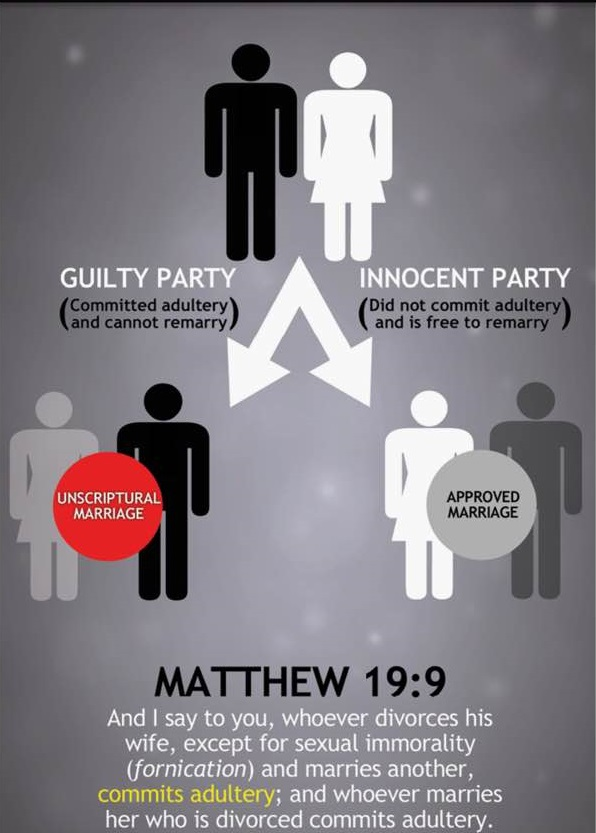 GUILTY PARTY
(Committed adultery
and cannot remarry)
INNOCENT PARTY
(Did not commit adultery
and is free to remarry)
UNSCRIPTURAL
MARRIAGE
APPROVED
MARRIAGE
MATTHEW 19:9
And I say to you, whoever divorces his
wife, except for sexual immorality
(fornication) and marries another,
commits adultery; and whoever marries
her who is divorced commits adultery.